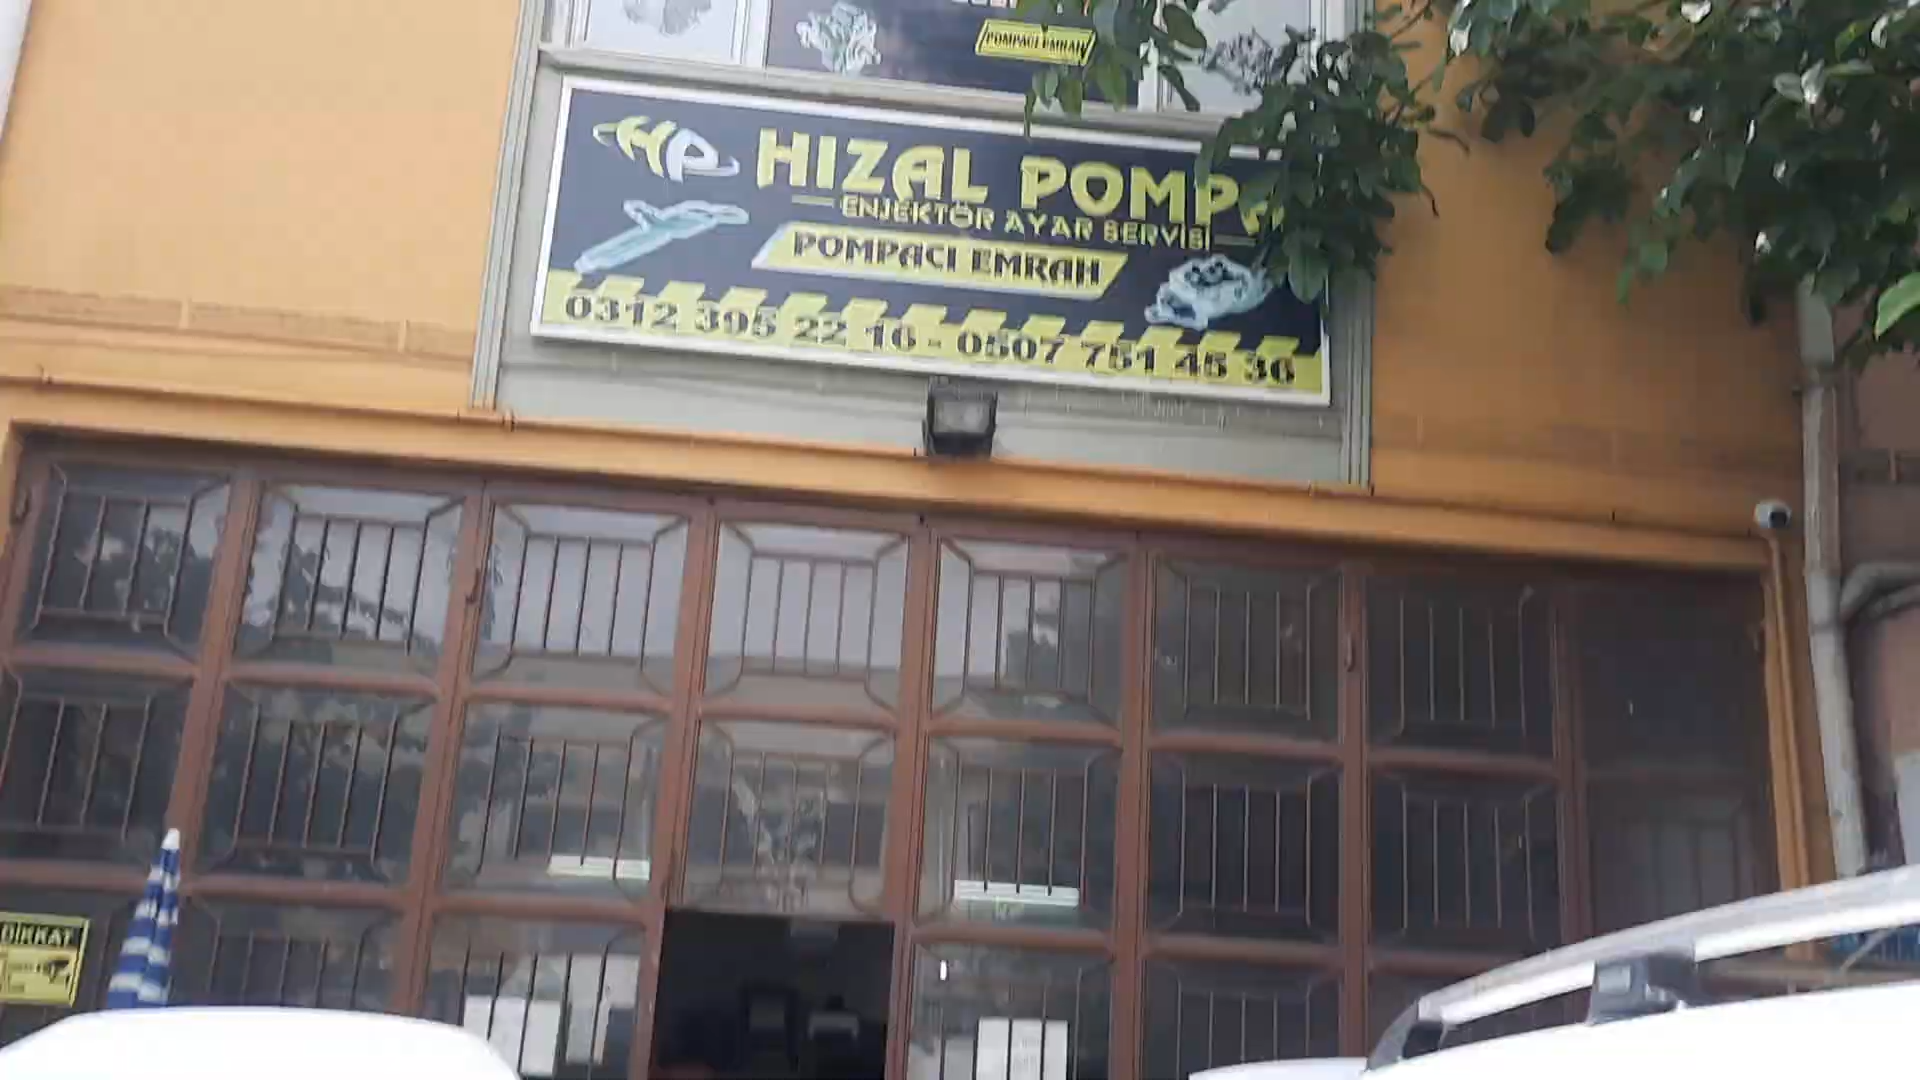 POMPACI EMRAH
HP HIZAL POMPA
ENJEKTÖR AYAR SERVİSİ
POMPACI EMRAH
0312 395 22 16 - 0507 751 45 36
DİKKAT